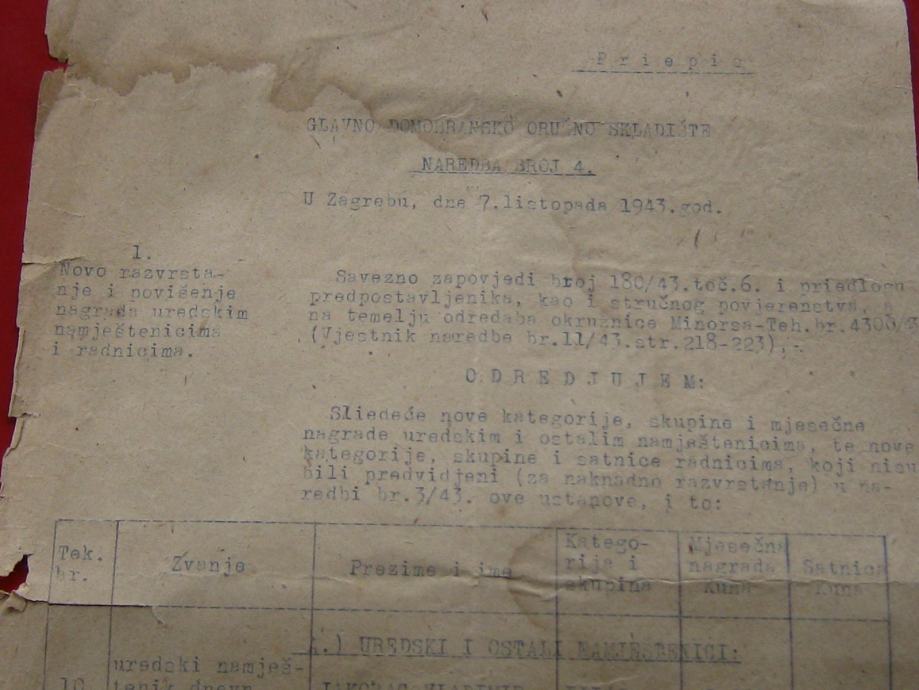 P r i e p i s
GLAVNO DOMOBRANSKO ORUŽNO SKLADIŠTE
NAREDBA BROJ 4.
U Zagrebu, dne 7.listopada 1943.god.
1.
Novo razvrsta-
nje i povišenje
nagrada uredskim
namještenicima
i radnicima.
Savezno zapovjedi broj 180/43.toč.6. i priedlogu
predpostavljenika, kao i stručnog povjerenstva, a
na temelju odredaba okružnice Minorsa-Teh.br.4300/
(Vjestnik naredbe br.11/43.str.218-223),-
O D R E D J U J E M:
Sliedeće nove kategorije, skupine i mjesečne
nagrade uredskim i ostalim namještenicima, te nove
kategorije, skupine i satnice radnicima, koji nisu
bili predvidjeni (za naknadno razvrstanje) u na-
redbi br.3/43. ove ustanove, i to:
Tek.
br.
Zvanje
Prezime i ime
Katego-
rija i
skupina
Mjesečna
nagrada
Kuna
Satnica
Kuna
A.) UREDSKI I OSTALI NAMJEŠTENICI:
uredski namješ-